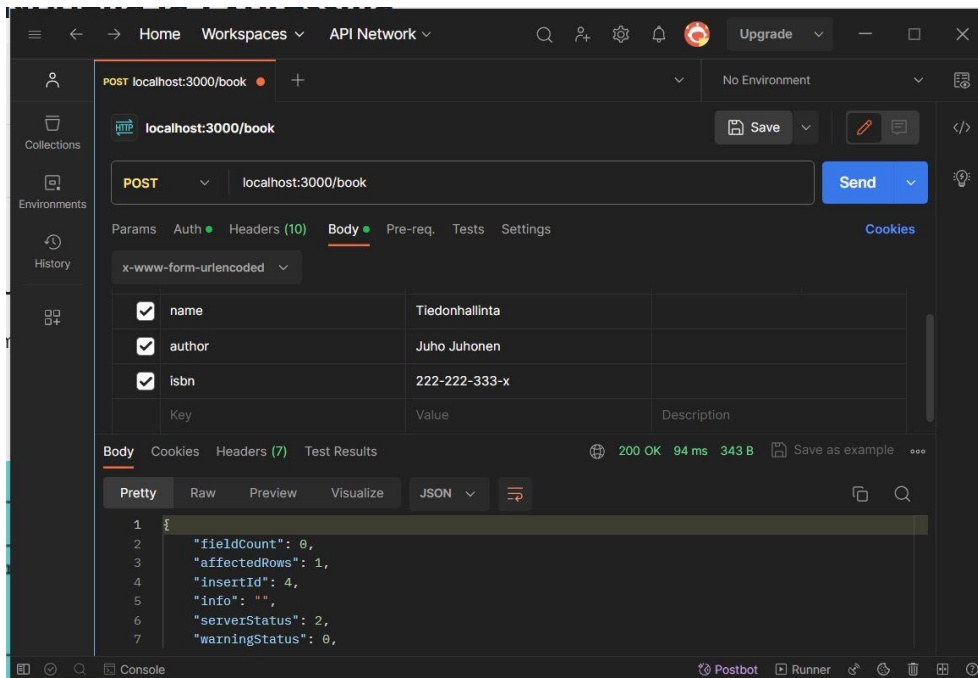 Home Workspaces API Network Upgrade
POST localhost:3000/book No Environment
HTTP localhost:3000/book Save
POST localhost:3000/book Send
Collections
Environments
History
Params Auth Headers (10) Body Pre-req. Tests Settings Cookies
x-www-form-urlencoded
name Tiedonhallinta
author Juho Juhonen
isbn 222-222-333-x
Key Value Description
Body Cookies Headers (7) Test Results 200 OK 94 ms 343 B Save as example
Pretty Raw Preview Visualize JSON
1 {
2 "fieldCount": 0,
3 "affectedRows": 1,
4 "insertId": 4,
5 "info": "",
6 "serverStatus": 2,
7 "warningStatus": 0,
Console Postbot Runner